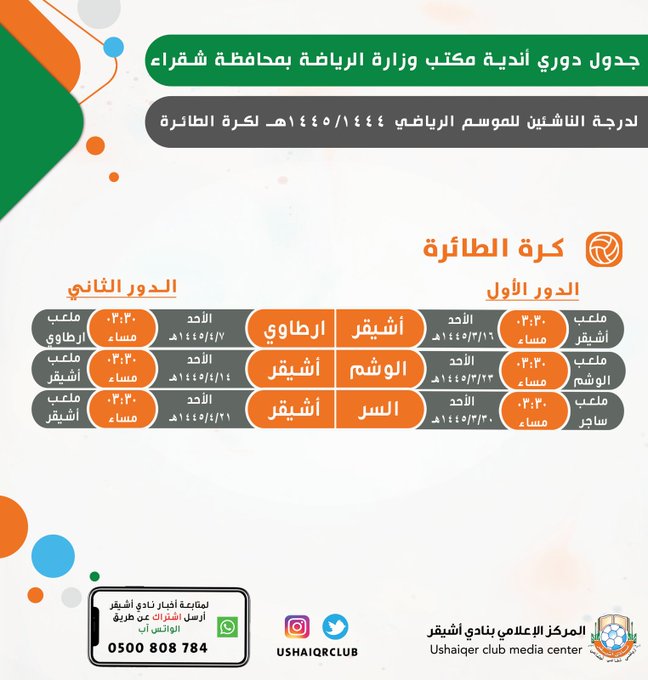 جدول دوري أندية مكتب وزارة الرياضة بمحافظة شقراء
لدرجة الناشئين للموسم الرياضي ١٤٤٥/١٤٤٤هـ لكرة الطائرة
كرة الطائرة
الدور الأول
الدور الثاني
ملعب أشيقر ٠٣:٣٠ مساء الأحد ١٤٤٥/٣/١٦هـ أشيقر ارطاوي الأحد ١٤٤٥/٤/٧هـ ٠٣:٣٠ مساء ملعب ارطاوي
ملعب الوشم ٠٣:٣٠ مساء الأحد ١٤٤٥/٣/٢٣هـ الوشم أشيقر الأحد ١٤٤٥/٤/١٤هـ ٠٣:٣٠ مساء ملعب أشيقر
ملعب ساجر ٠٣:٣٠ مساء الأحد ١٤٤٥/٣/٣٠هـ السر أشيقر الأحد ١٤٤٥/٤/٢١هـ ٠٣:٣٠ مساء ملعب أشيقر
المركز الإعلامي بنادي أشيقر
Ushaiqer club media center
USHAIQRCLUB
لمتابعة أخبار نادي أشيقر
أرسل اشتراك عن طريق
الواتس آب
0500 808 784